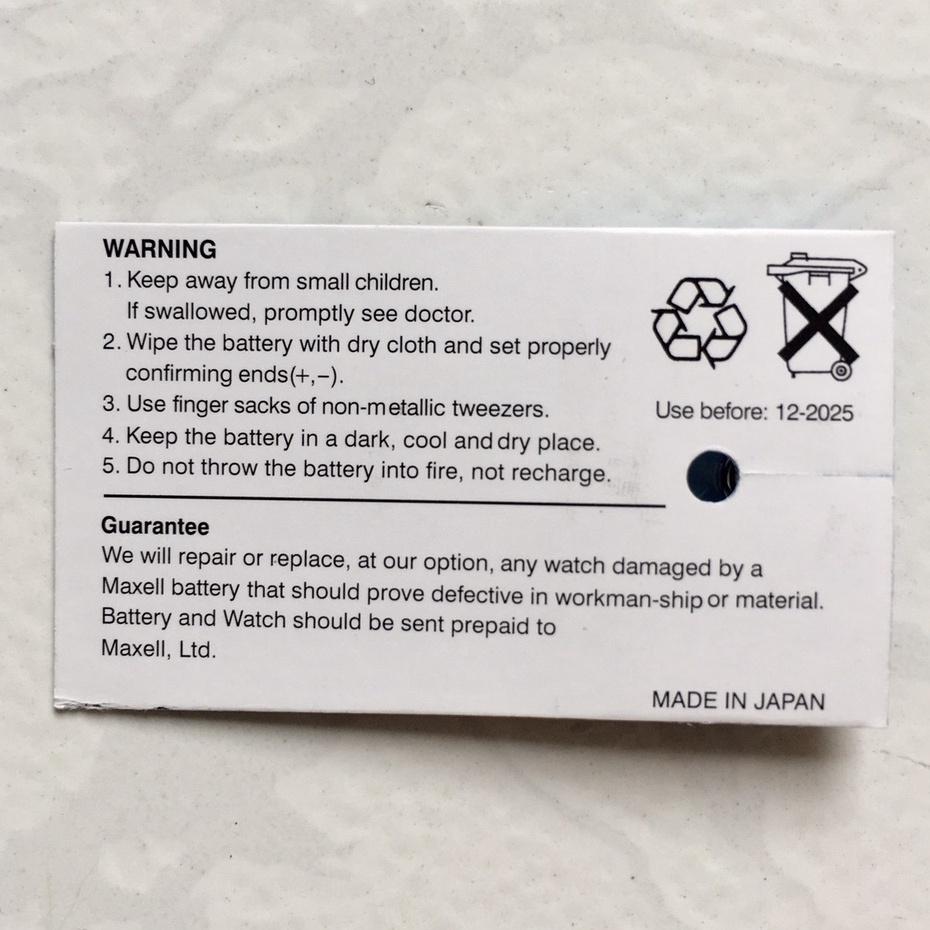 WARNING
1. Keep away from small children.
If swallowed, promptly see doctor.
2. Wipe the battery with dry cloth and set properly
confirming ends(+,−).
3. Use finger sacks of non-metallic tweezers.
4. Keep the battery in a dark, cool and dry place.
5. Do not throw the battery into fire, not recharge.
Use before: 12-2025
Guarantee
We will repair or replace, at our option, any watch damaged by a
Maxell battery that should prove defective in workman-ship or material.
Battery and Watch should be sent prepaid to
Maxell, Ltd.
MADE IN JAPAN